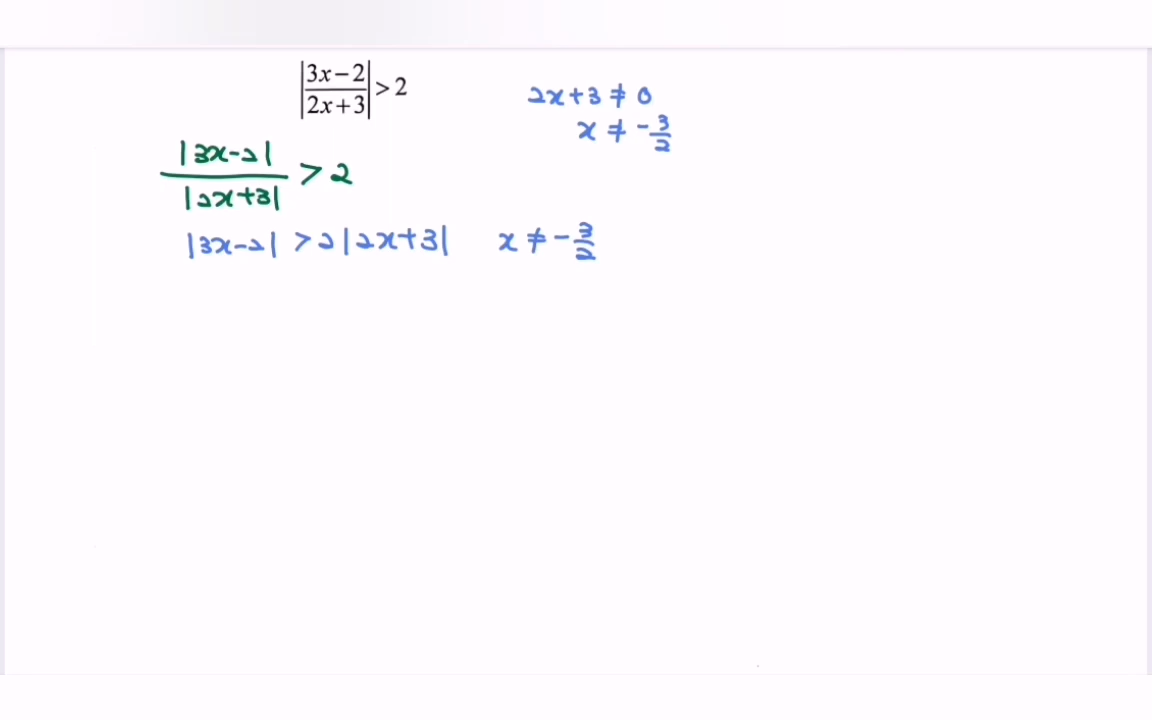 |3x−2 / 2x+3| > 2
2x+3 ≠ 0
x ≠ -3/2
|3x-2| / |2x+3| > 2
|3x-2| > 2|2x+3|   x ≠ -3/2